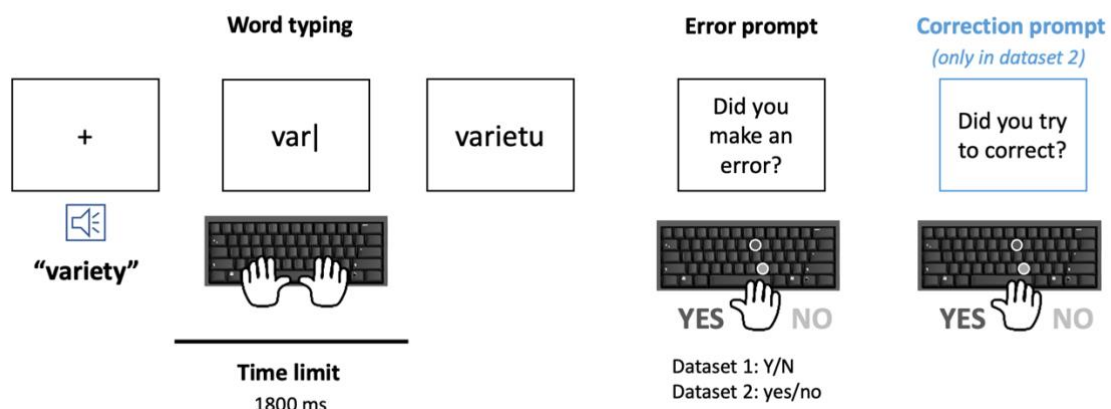 Word typing
Error prompt
Correction prompt
(only in dataset 2)
+
var|
varietu
Did you
make an
error?
Did you try
to correct?
“variety”
YES NO
YES NO
Time limit
1800 ms
Dataset 1: Y/N
Dataset 2: yes/no